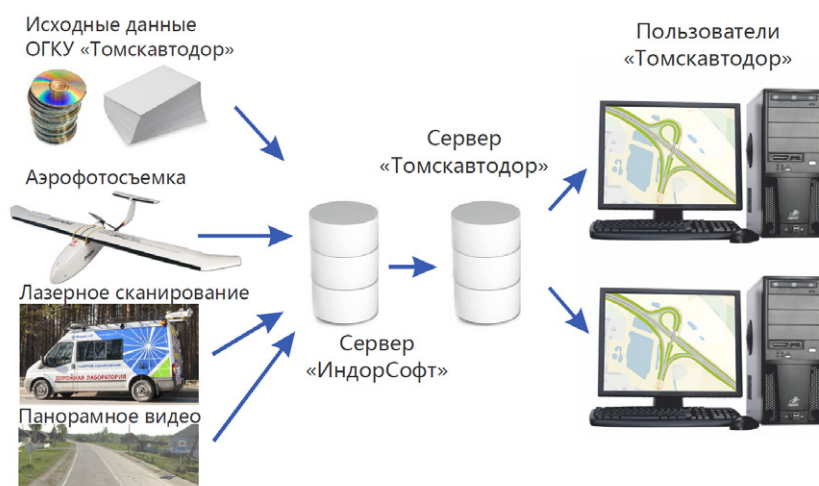 Исходные данные
ОГКУ «Томскавтодор»
Аэрофотосъемка
Лазерное сканирование
ДОРОЖНАЯ ЛАБОРАТОРИЯ
Панорамное видео
Сервер
«ИндорСофт»
Сервер
«Томскавтодор»
Пользователи
«Томскавтодор»